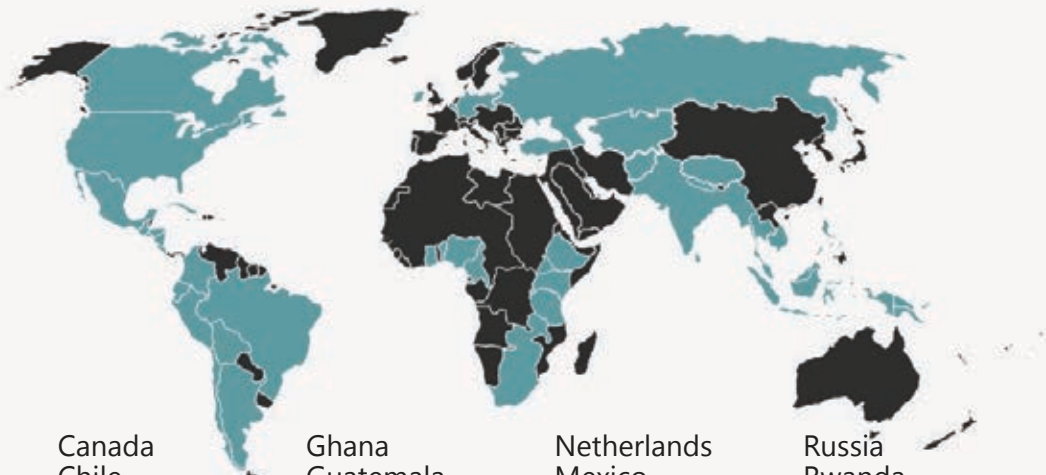 Canada
Chile
Ghana
Guatemala
Netherlands
Mexico
Russia
Rwanda